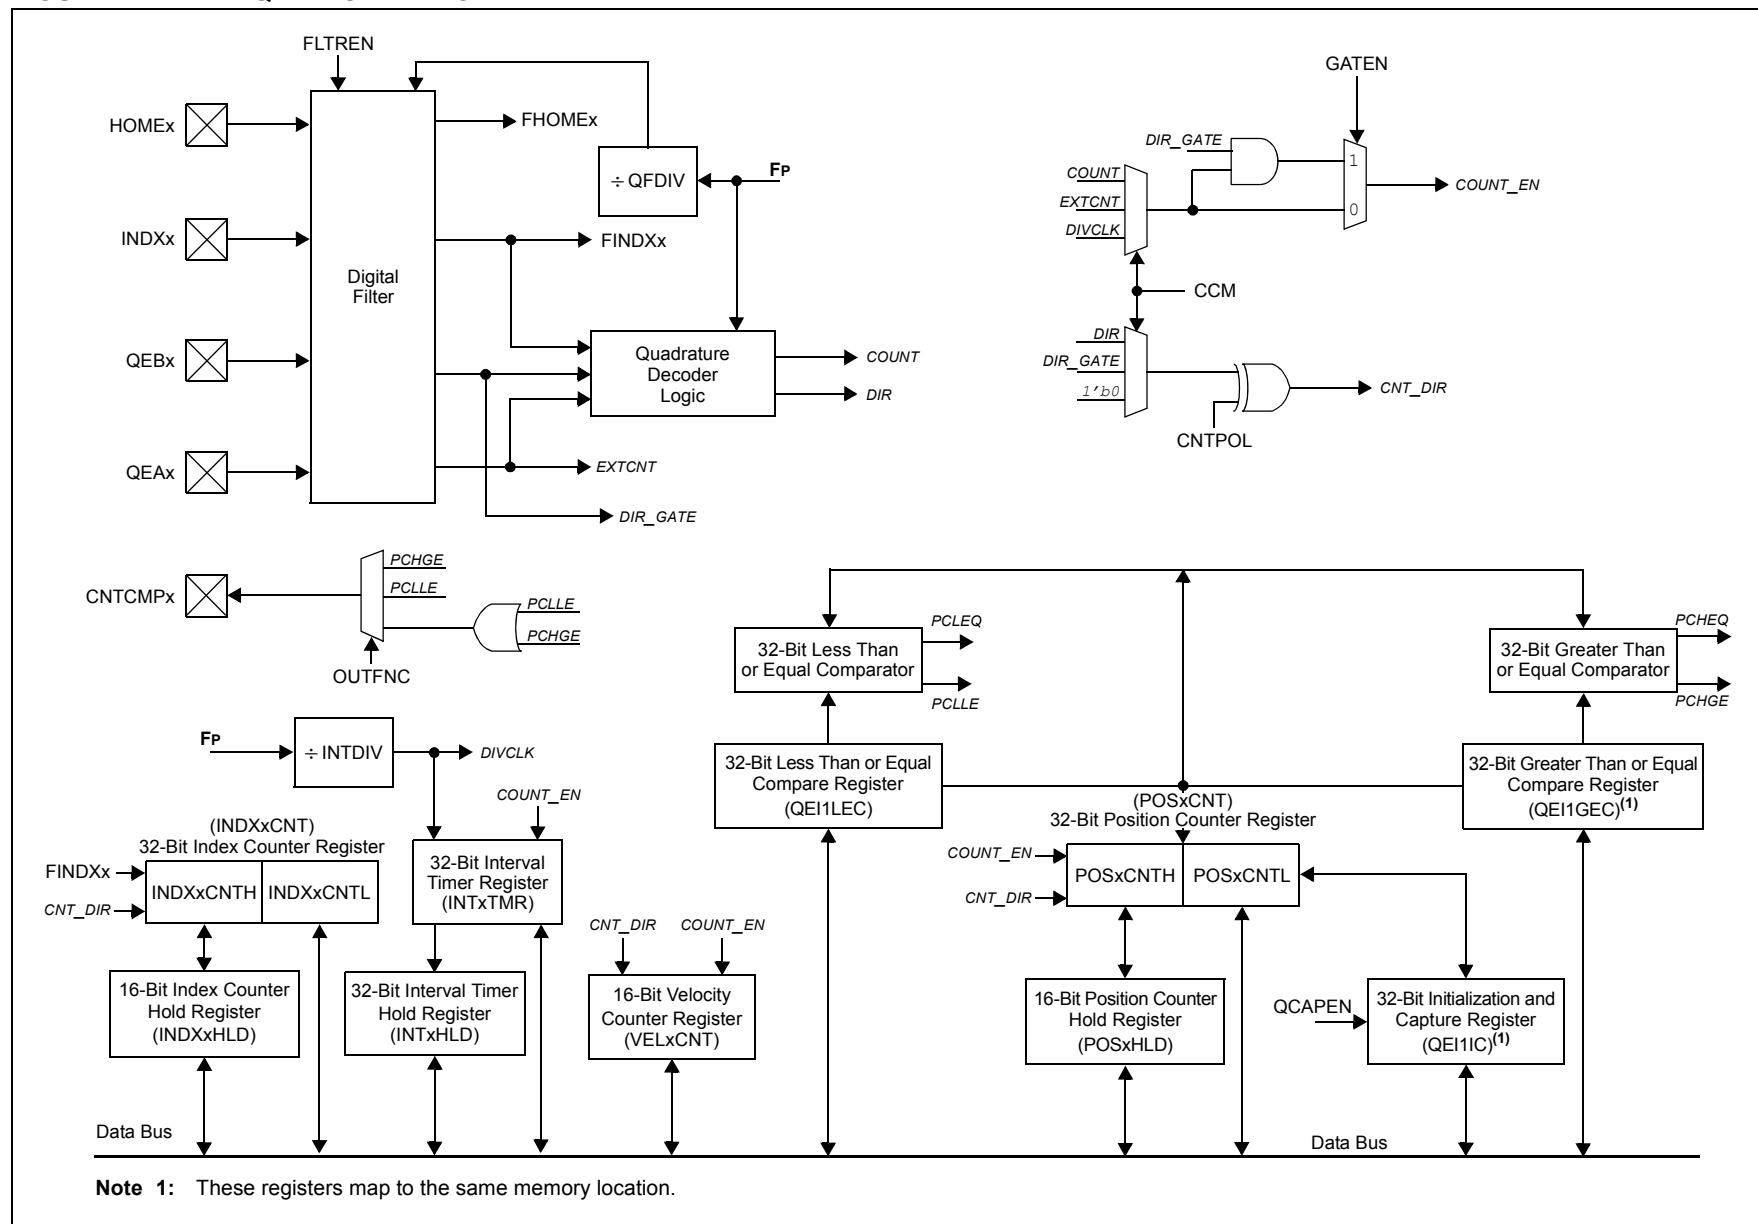 FLTREN
HOMEx
INDXx
QEBx
QEAx
Digital
Filter
FHOMEx
÷ QFDIV
FP
FINDXx
Quadrature
Decoder
Logic
COUNT
DIR
EXTCNT
DIR_GATE
GATEN
DIR_GATE
COUNT
EXTCNT
DIVCLK
1
0
COUNT_EN
CCM
DIR
DIR_GATE
1’b0
CNT_DIR
CNTPOL
CNTCMPx
PCHGE
PCLLE
PCLLE
PCHGE
OUTFNC
32-Bit Less Than
or Equal Comparator
PCLEQ
PCLLE
32-Bit Greater Than
or Equal Comparator
PCHEQ
PCHGE
FP
÷ INTDIV
DIVCLK
COUNT_EN
32-Bit Less Than or Equal
Compare Register
(QEI1LEC)
32-Bit Greater Than or Equal
Compare Register
(QEI1GEC)(1)
(INDXxCNT)
32-Bit Index Counter Register
FINDXx
CNT_DIR
INDXxCNTH
INDXxCNTL
32-Bit Interval
Timer Register
(INTxTMR)
(POSxCNT)
32-Bit Position Counter Register
COUNT_EN
CNT_DIR
POSxCNTH
POSxCNTL
CNT_DIR
COUNT_EN
16-Bit Index Counter
Hold Register
(INDXxHLD)
32-Bit Interval Timer
Hold Register
(INTxHLD)
16-Bit Velocity
Counter Register
(VELxCNT)
16-Bit Position Counter
Hold Register
(POSxHLD)
QCAPEN
32-Bit Initialization and
Capture Register
(QEI1IC)(1)
Data Bus
Data Bus
Note 1: These registers map to the same memory location.